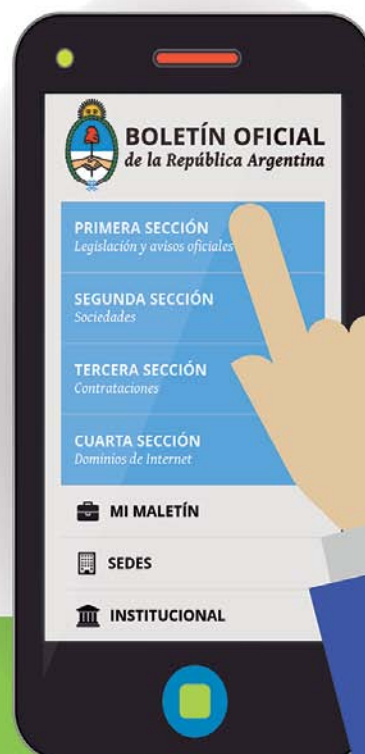 BOLETÍN OFICIAL
de la República Argentina
PRIMERA SECCIÓN
Legislación y avisos oficiales
SEGUNDA SECCIÓN
Sociedades
TERCERA SECCIÓN
Contrataciones
CUARTA SECCIÓN
Dominios de Internet
MI MALETÍN
SEDES
INSTITUCIONAL